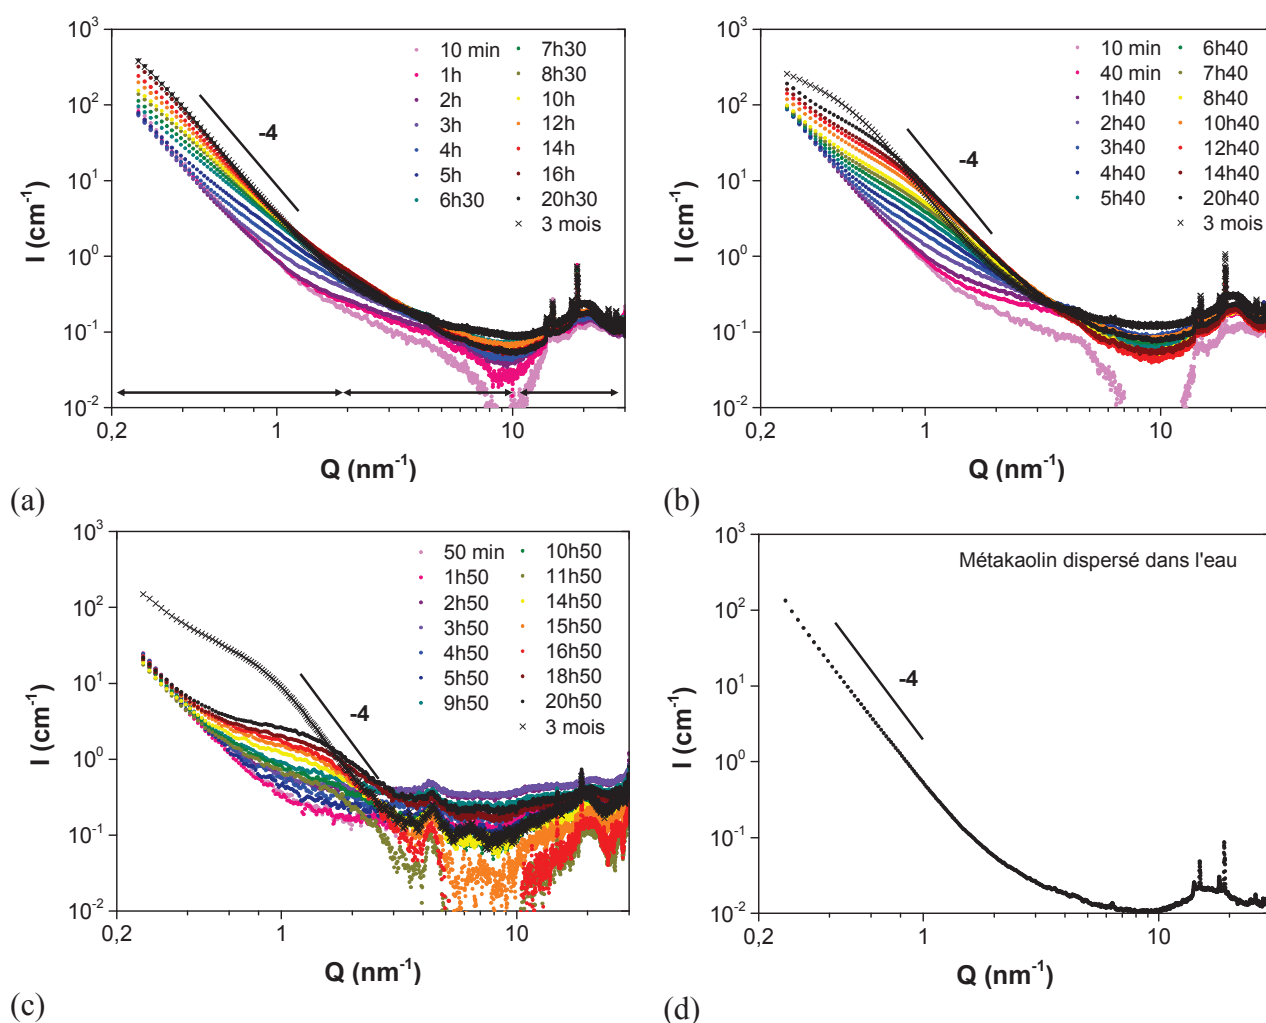 10³
10²
10¹
10⁰
10⁻¹
10⁻²
I (cm⁻¹)
-4
10 min
1h
2h
3h
4h
5h
6h30
7h30
8h30
10h
12h
14h
16h
20h30
3 mois
0,2
1
10
Q (nm⁻¹)
(a)
10³
10²
10¹
10⁰
10⁻¹
10⁻²
I (cm⁻¹)
-4
10 min
40 min
1h40
2h40
3h40
4h40
5h40
6h40
7h40
8h40
10h40
12h40
14h40
20h40
3 mois
0,2
1
10
Q (nm⁻¹)
(b)
10³
10²
10¹
10⁰
10⁻¹
10⁻²
I (cm⁻¹)
-4
50 min
1h50
2h50
3h50
4h50
5h50
9h50
10h50
11h50
14h50
15h50
16h50
18h50
20h50
3 mois
0,2
1
10
Q (nm⁻¹)
(c)
10³
10²
10¹
10⁰
10⁻¹
10⁻²
I (cm⁻¹)
Métakaolin dispersé dans l'eau
-4
0,2
1
10
Q (nm⁻¹)
(d)